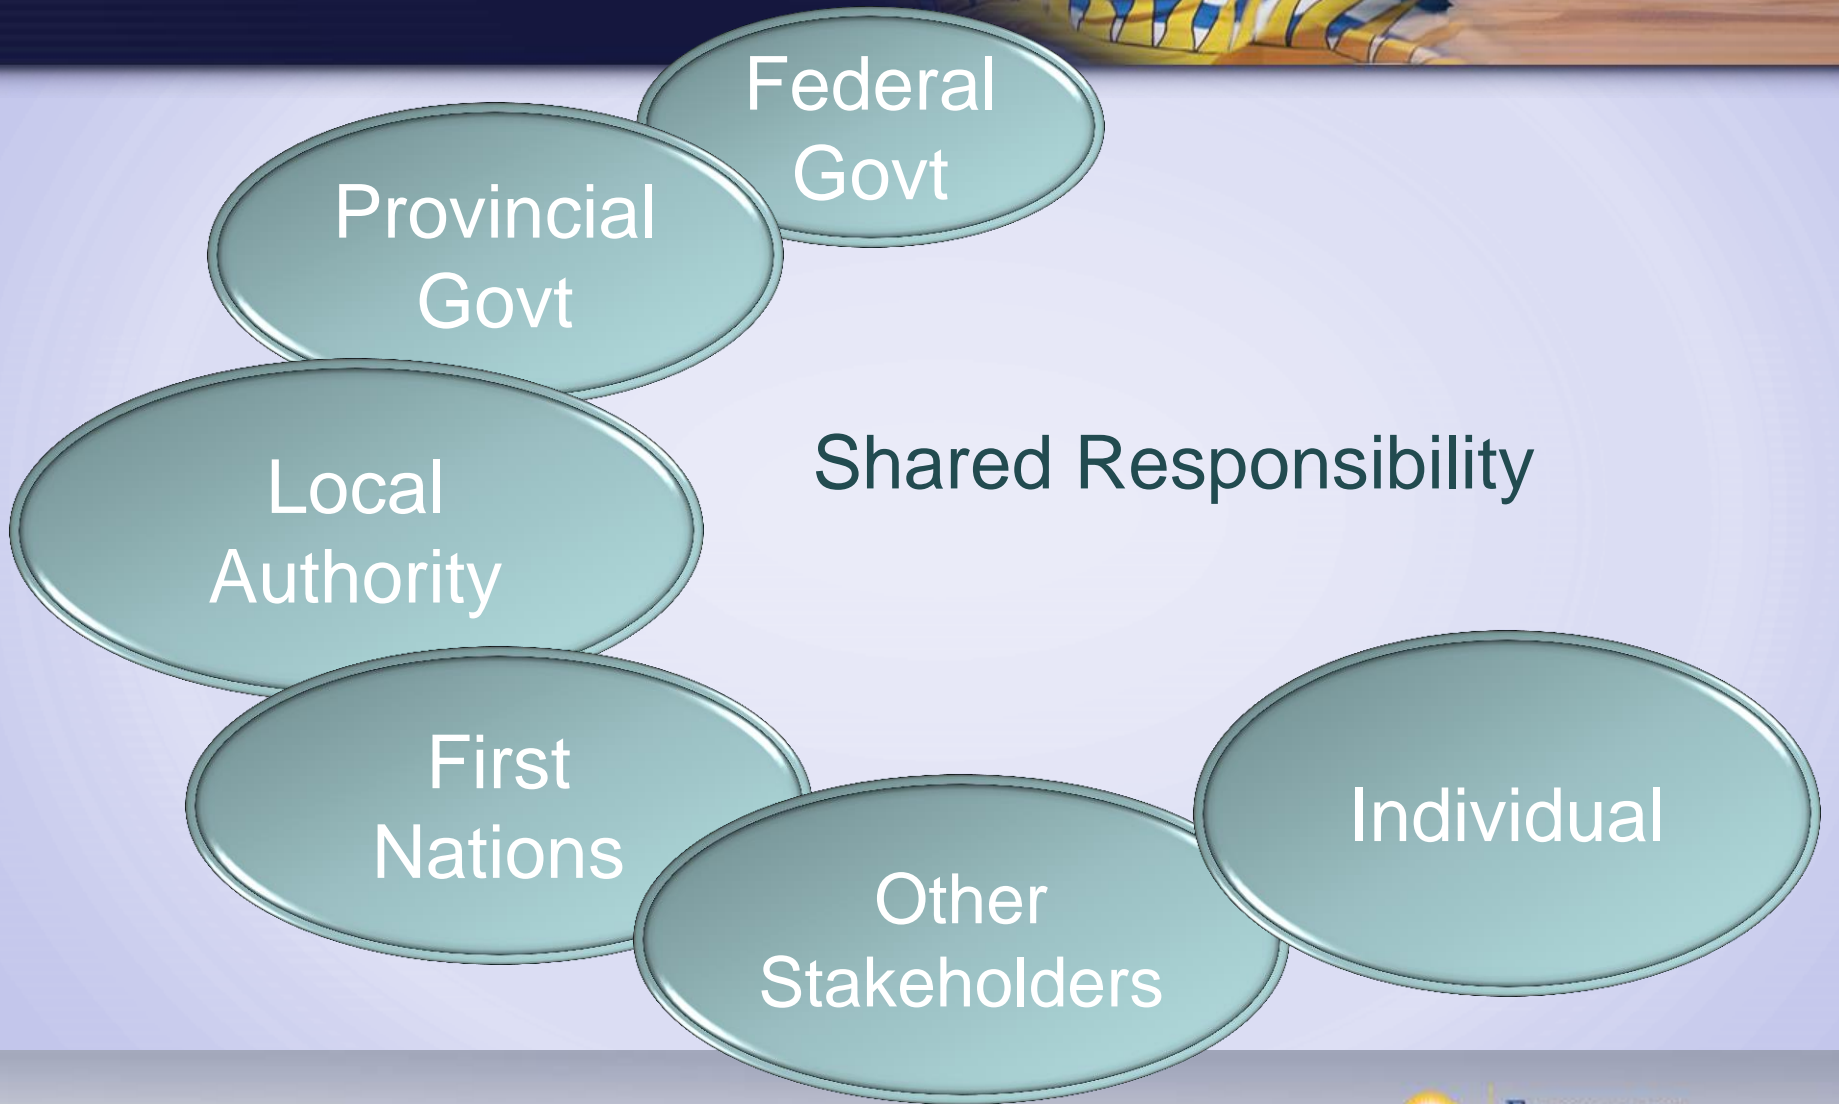 Federal
Govt
Provincial
Govt
Local
Authority
Shared Responsibility
First
Nations
Other
Stakeholders
Individual